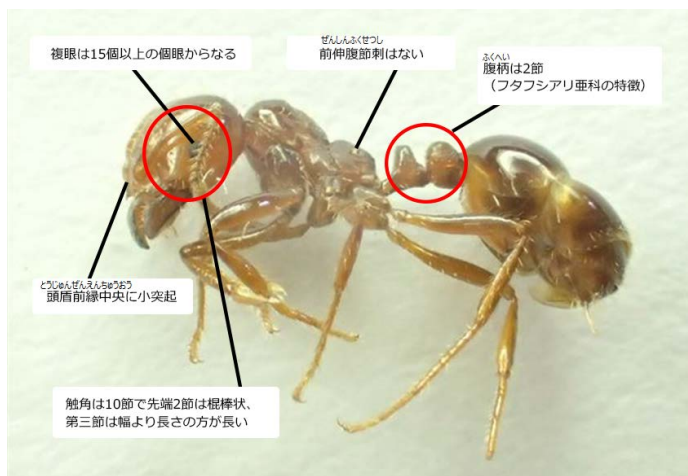 複眼は15個以上の個眼からなる
ぜんしんふくせつし
前伸腹節刺はない
ふくへい
腹柄は2節
（フタフシアリ亜科の特徴）
とうじゅんぜんえんちゅうおう
頭盾前縁中央に小突起
触角は10節で先端2節は棍棒状、
第三節は幅より長さの方が長い